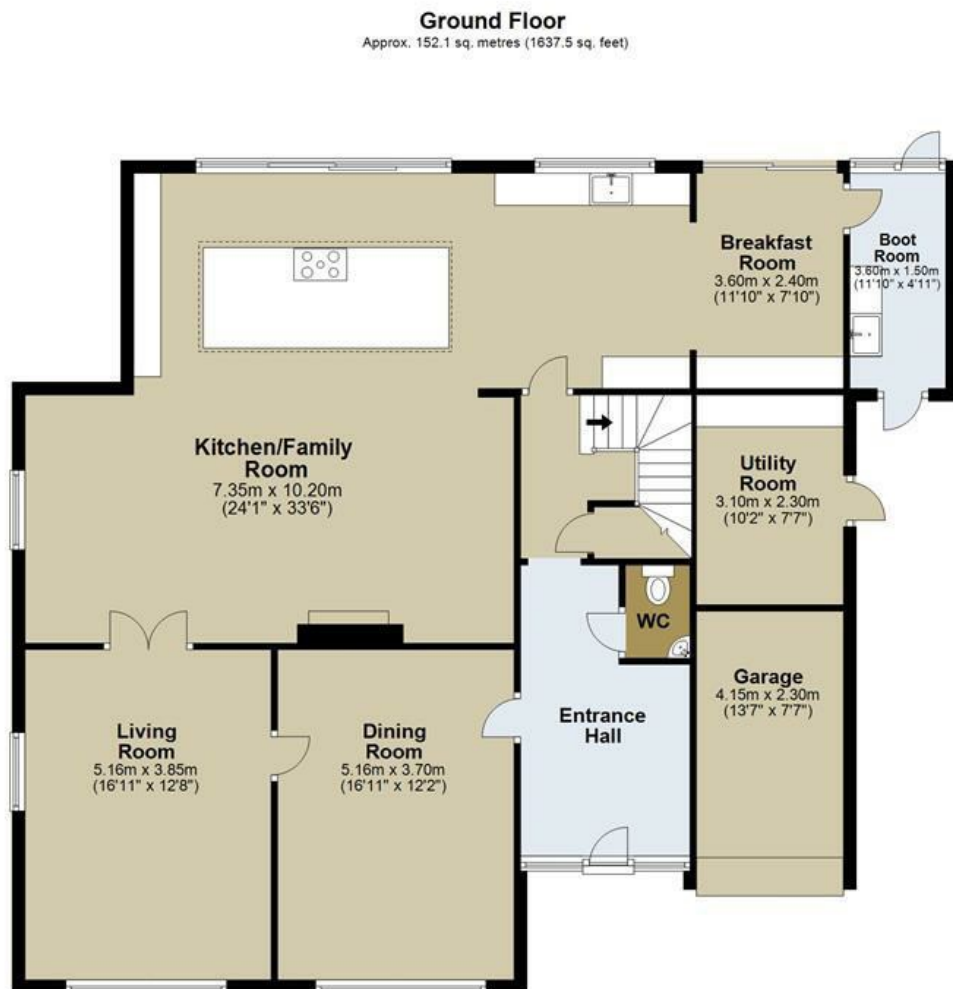 Ground Floor
Approx. 152.1 sq. metres (1637.5 sq. feet)
Breakfast
Room
3.60m x 2.40m
(11'10" x 7'10")
Boot
Room
3.60m x 1.50m
(11'10" x 4'11")
Kitchen/Family
Room
7.35m x 10.20m
(24'1" x 33'6")
Utility
Room
3.10m x 2.30m
(10'2" x 7'7")
WC
Living
Room
5.16m x 3.85m
(16'11" x 12'8")
Dining
Room
5.16m x 3.70m
(16'11" x 12'2")
Entrance
Hall
Garage
4.15m x 2.30m
(13'7" x 7'7")